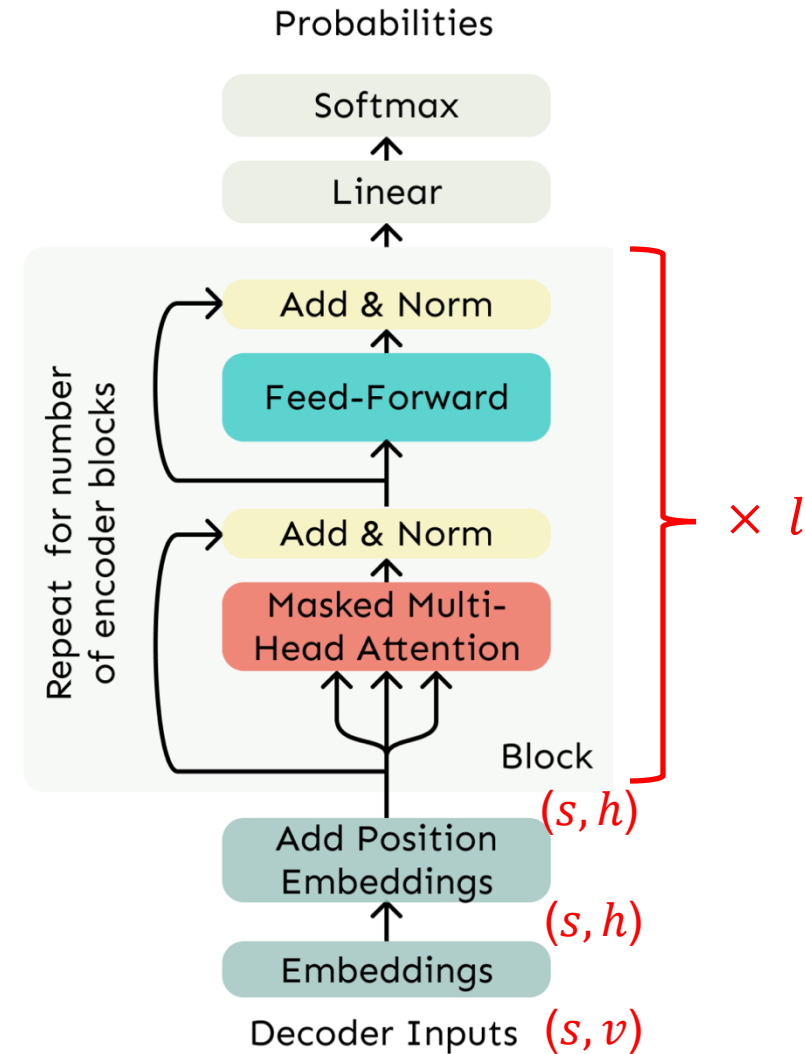 Probabilities
Softmax
Linear
Add & Norm
Feed-Forward
Repeat for number
of encoder blocks
× l
Add & Norm
Masked Multi-
Head Attention
Block
(s, h)
Add Position
Embeddings
(s, h)
Embeddings
Decoder Inputs (s, v)